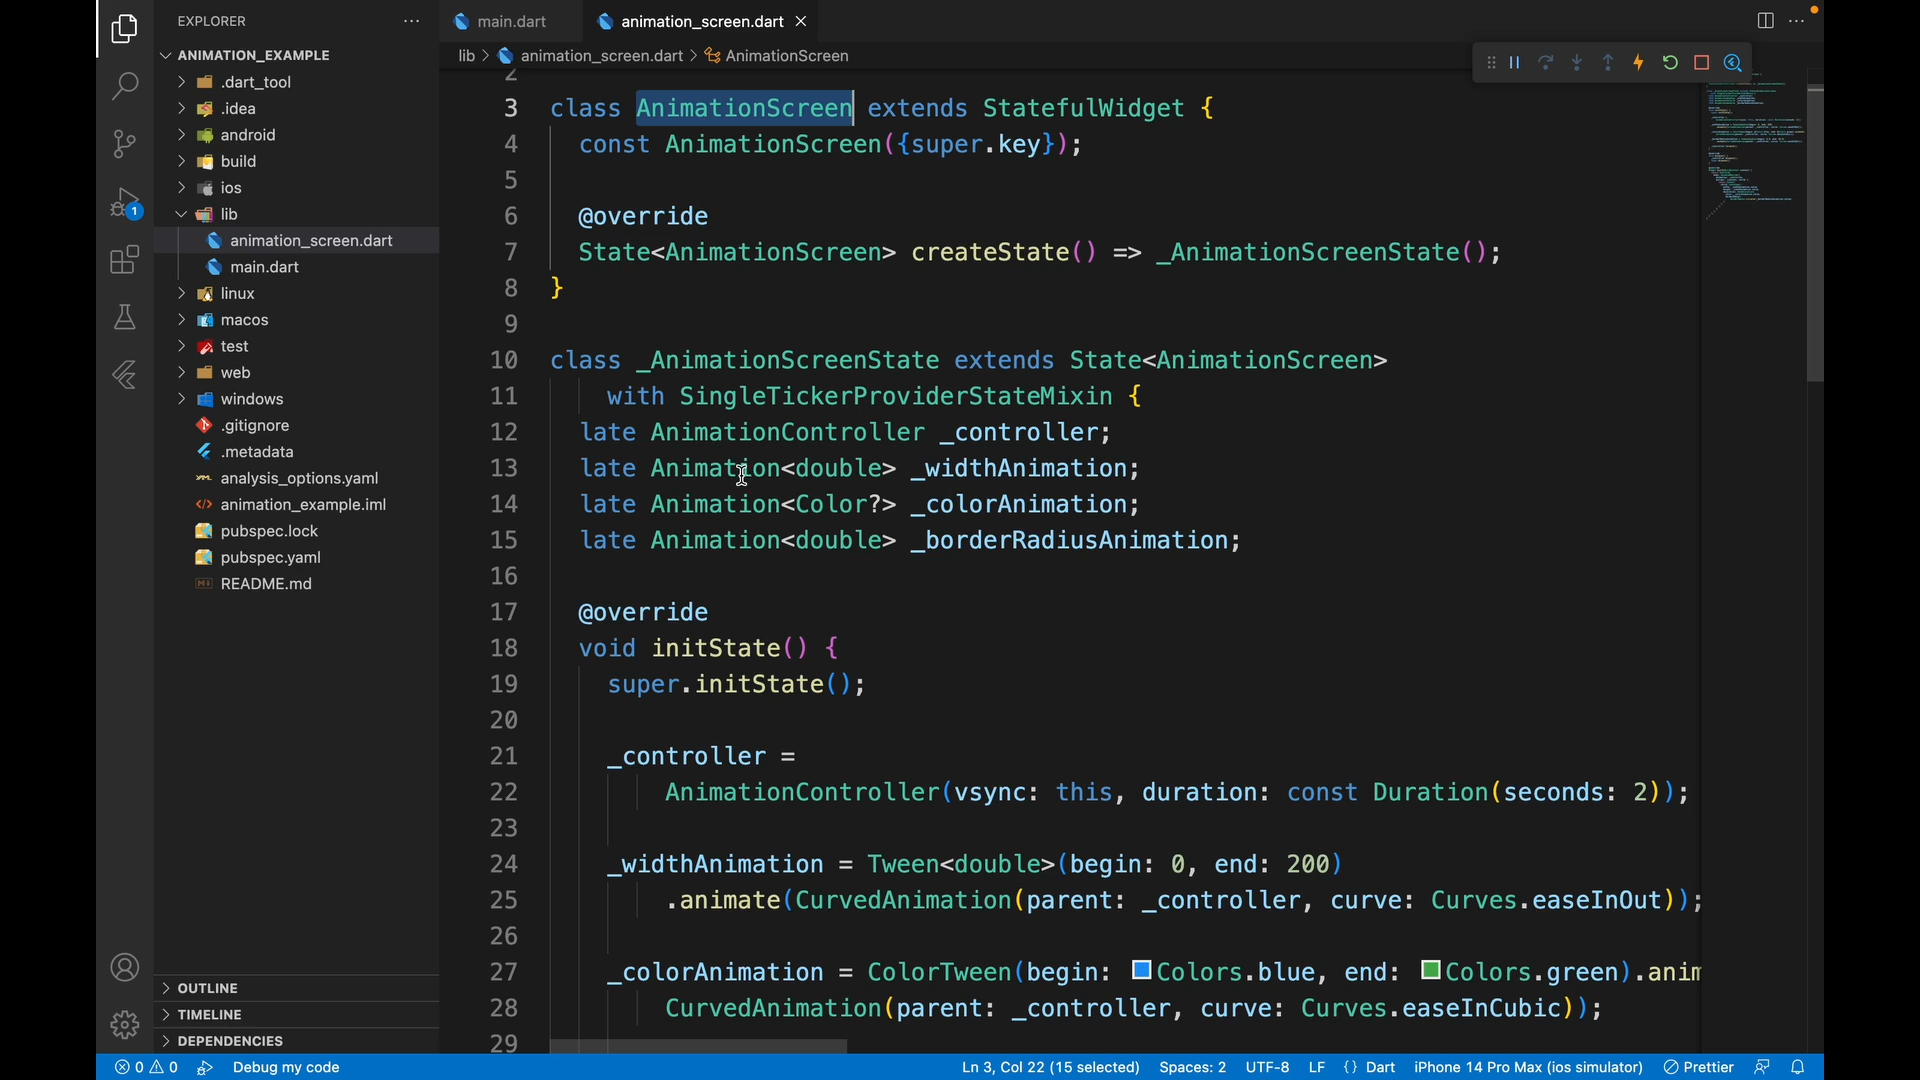 EXPLORER
main.dart
animation_screen.dart
ANIMATION_EXAMPLE
lib > animation_screen.dart > AnimationScreen
.dart_tool
.idea
android
build
ios
lib
animation_screen.dart
main.dart
linux
macos
test
web
windows
.gitignore
.metadata
analysis_options.yaml
animation_example.iml
pubspec.lock
pubspec.yaml
README.md
OUTLINE
TIMELINE
DEPENDENCIES
1
2
3 class AnimationScreen extends StatefulWidget {
4 const AnimationScreen({super.key});
5
6 @override
7 State<AnimationScreen> createState() => _AnimationScreenState();
8 }
9
10 class _AnimationScreenState extends State<AnimationScreen>
11 with SingleTickerProviderStateMixin {
12 late AnimationController _controller;
13 late Animation<double> _widthAnimation;
14 late Animation<Color?> _colorAnimation;
15 late Animation<double> _borderRadiusAnimation;
16
17 @override
18 void initState() {
19 super.initState();
20
21 _controller =
22 AnimationController(vsync: this, duration: const Duration(seconds: 2));
23
24 _widthAnimation = Tween<double>(begin: 0, end: 200)
25 .animate(CurvedAnimation(parent: _controller, curve: Curves.easeInOut));
26
27 _colorAnimation = ColorTween(begin: Colors.blue, end: Colors.green).anim
28 CurvedAnimation(parent: _controller, curve: Curves.easeInCubic));
29
0 0 Debug my code Ln 3, Col 22 (15 selected) Spaces: 2 UTF-8 LF {} Dart iPhone 14 Pro Max (ios simulator) Prettier